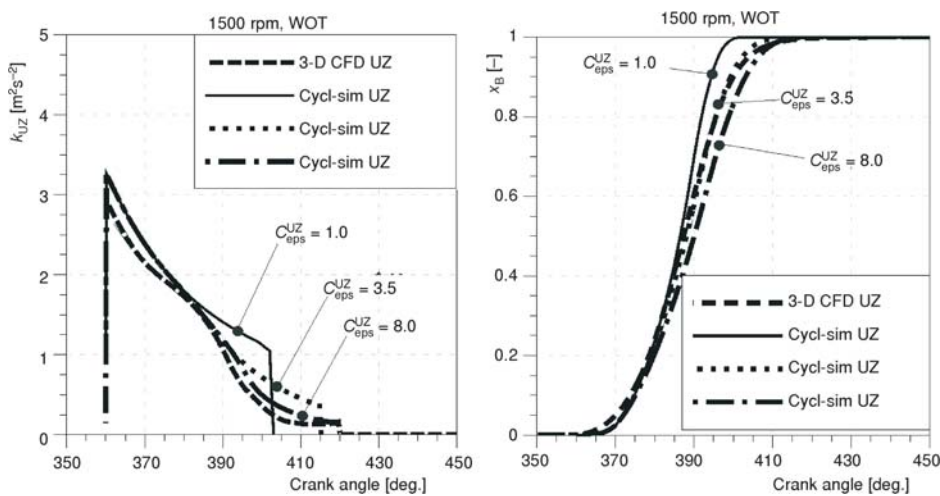 1500 rpm, WOT
k_UZ [m²s⁻²]
5
4
3
2
1
0
3-D CFD UZ
Cycl-sim UZ
Cycl-sim UZ
Cycl-sim UZ
C_eps^UZ = 1.0
C_eps^UZ = 3.5
C_eps^UZ = 8.0
350 370 390 410 430 450
Crank angle [deg.]
1500 rpm, WOT
x_B [–]
1
0.8
0.6
0.4
0.2
0
C_eps^UZ = 1.0
C_eps^UZ = 3.5
C_eps^UZ = 8.0
3-D CFD UZ
Cycl-sim UZ
Cycl-sim UZ
Cycl-sim UZ
350 370 390 410 430 450
Crank angle [deg.]